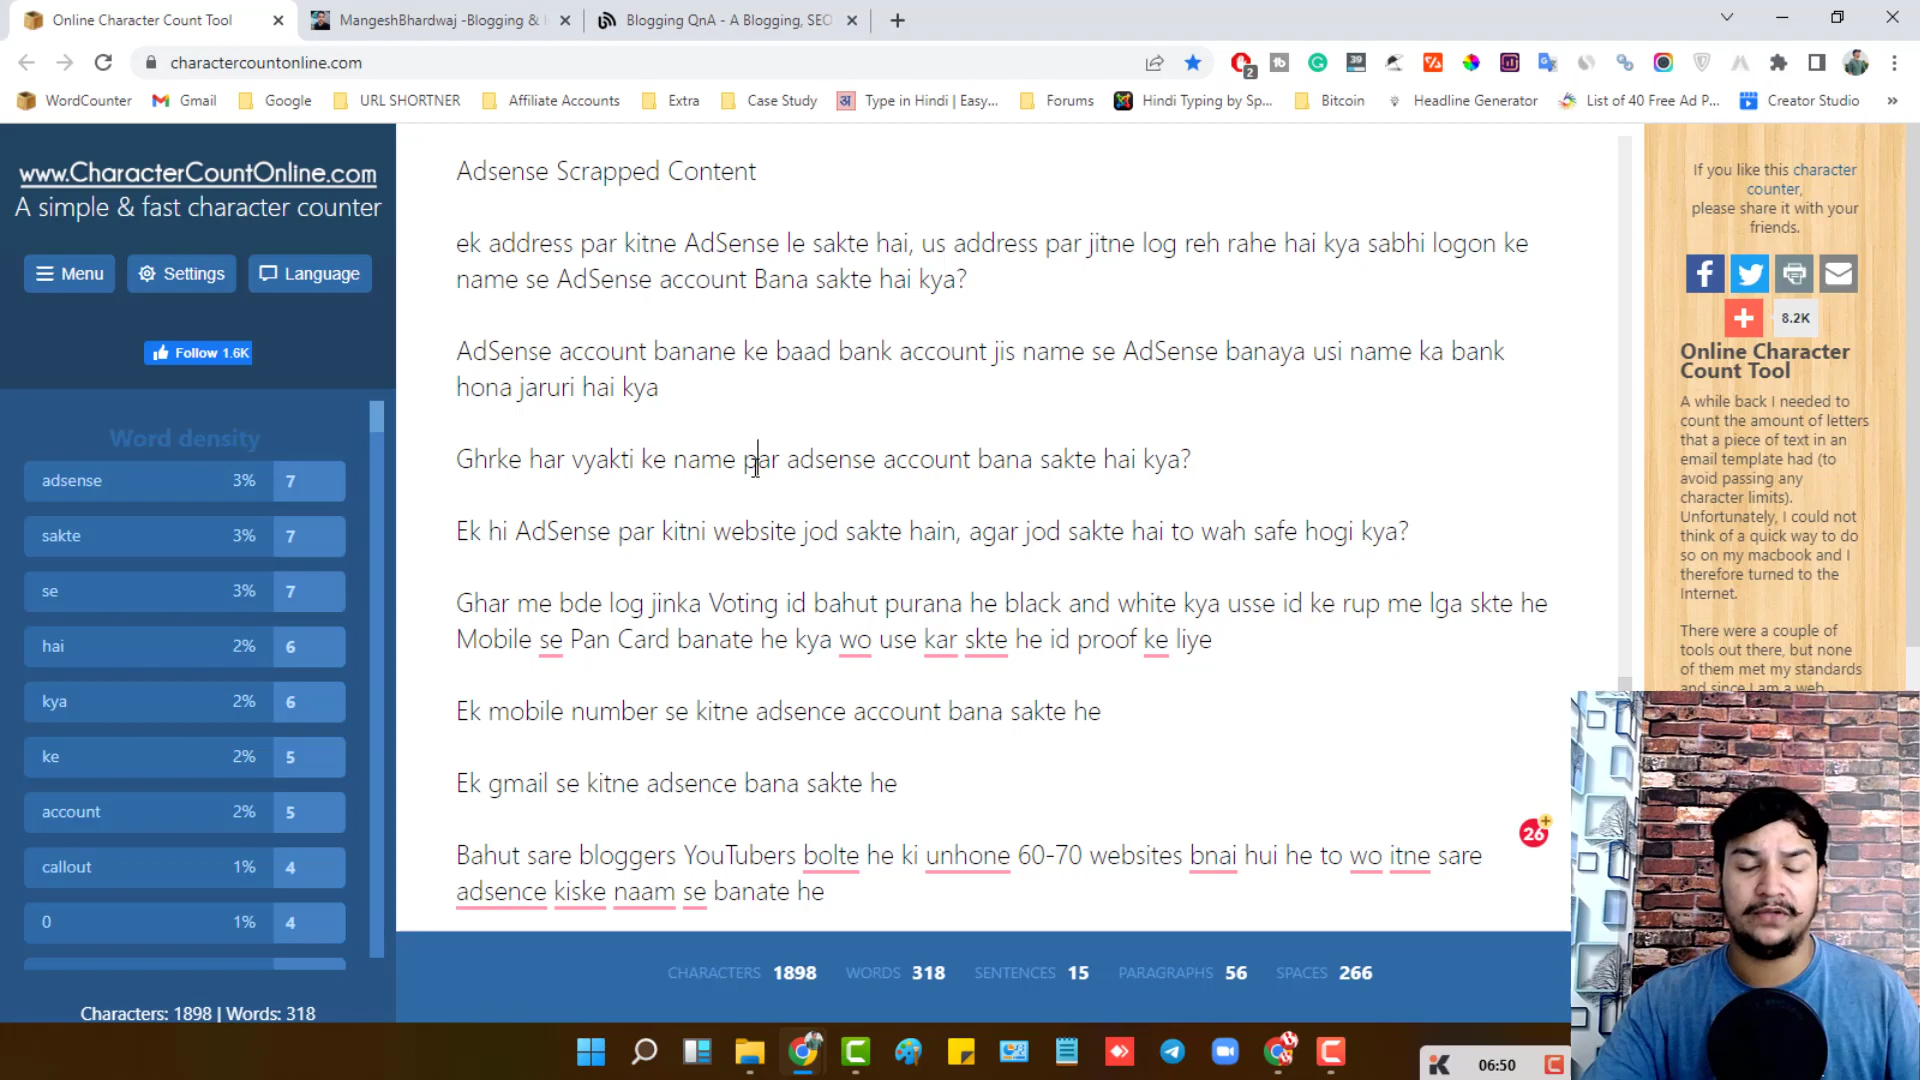 Online Character Count Tool
MangeshBhardwaj -Blogging &
Blogging QnA - A Blogging, SEO
charactercountonline.com
2
39
WordCounter
Gmail
Google
URL SHORTNER
Affiliate Accounts
Extra
Case Study
Type in Hindi | Easy...
Forums
Hindi Typing by Sp...
Bitcoin
Headline Generator
List of 40 Free Ad P...
Creator Studio
»
www.CharacterCountOnline.com
A simple & fast character counter
Menu
Settings
Language
Follow 1.6K
Word density
adsense 3% 7
sakte 3% 7
se 3% 7
hai 2% 6
kya 2% 6
ke 2% 5
account 2% 5
callout 1% 4
0 1% 4
Characters: 1898 | Words: 318
Adsense Scrapped Content
ek address par kitne AdSense le sakte hai, us address par jitne log reh rahe hai kya sabhi logon ke
name se AdSense account Bana sakte hai kya?
AdSense account banane ke baad bank account jis name se AdSense banaya usi name ka bank
hona jaruri hai kya
Ghrke har vyakti ke name par adsense account bana sakte hai kya?
Ek hi AdSense par kitni website jod sakte hain, agar jod sakte hai to wah safe hogi kya?
Ghar me bde log jinka Voting id bahut purana he black and white kya usse id ke rup me lga skte he
Mobile se Pan Card banate he kya wo use kar skte he id proof ke liye
Ek mobile number se kitne adsence account bana sakte he
Ek gmail se kitne adsence bana sakte he
26
Bahut sare bloggers YouTubers bolte he ki unhone 60-70 websites bnai hui he to wo itne sare
adsence kiske naam se banate he
CHARACTERS 1898 WORDS 318 SENTENCES 15 PARAGRAPHS 56 SPACES 266
If you like this character
counter,
please share it with your
friends.
8.2K
Online Character
Count Tool
A while back I needed to
count the amount of letters
that a piece of text in an
email template had (to
avoid passing any
character limits).
Unfortunately, I could not
think of a quick way to do
so on my macbook and I
therefore turned to the
Internet.
There were a couple of
tools out there, but none
of them met my standards
and since I am a web
06:50